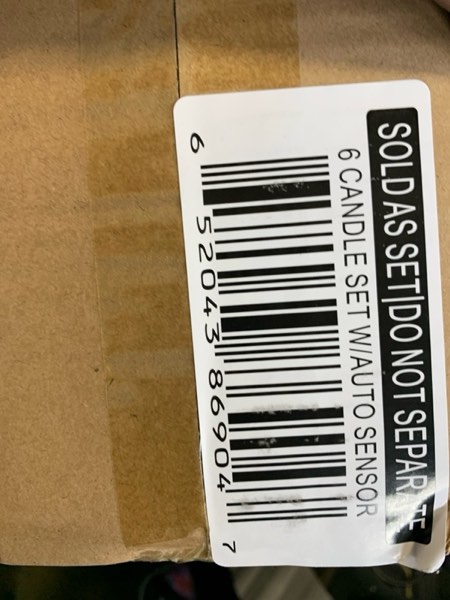 SOLD AS SET|DO NOT SEPARATE
6 CANDLE SET W/AUTO SENSOR
6 52043 86904 7